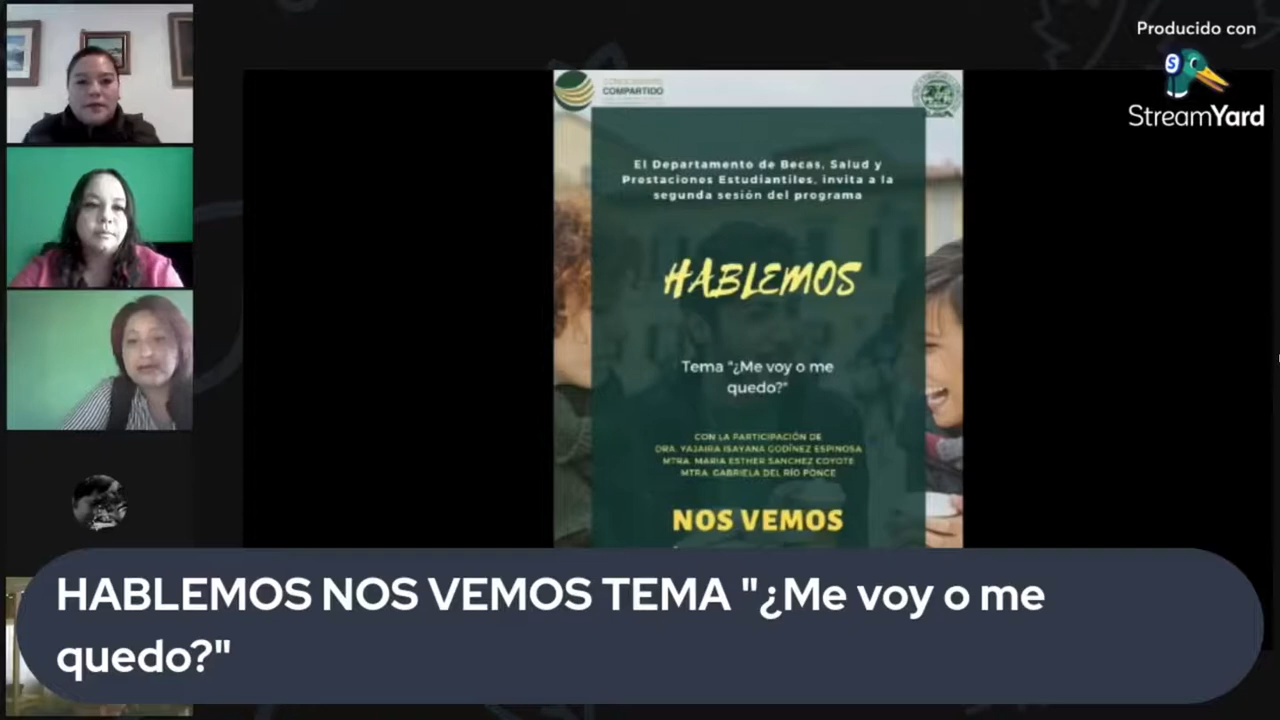 Producido con
StreamYard
CONOCIMIENTO
COMPARTIDO
El Departamento de Becas, Salud y
Prestaciones Estudiantiles, invita a la
segunda sesión del programa
HABLEMOS
Tema "¿Me voy o me
quedo?"
CON LA PARTICIPACIÓN DE
DRA. YAJAIRA ISAYANA GODÍNEZ ESPINOSA
MTRA. MARIA ESTHER SANCHEZ COYOTE
MTRA. GABRIELA DEL RÍO PONCE
NOS VEMOS
HABLEMOS NOS VEMOS TEMA "¿Me voy o me
quedo?"